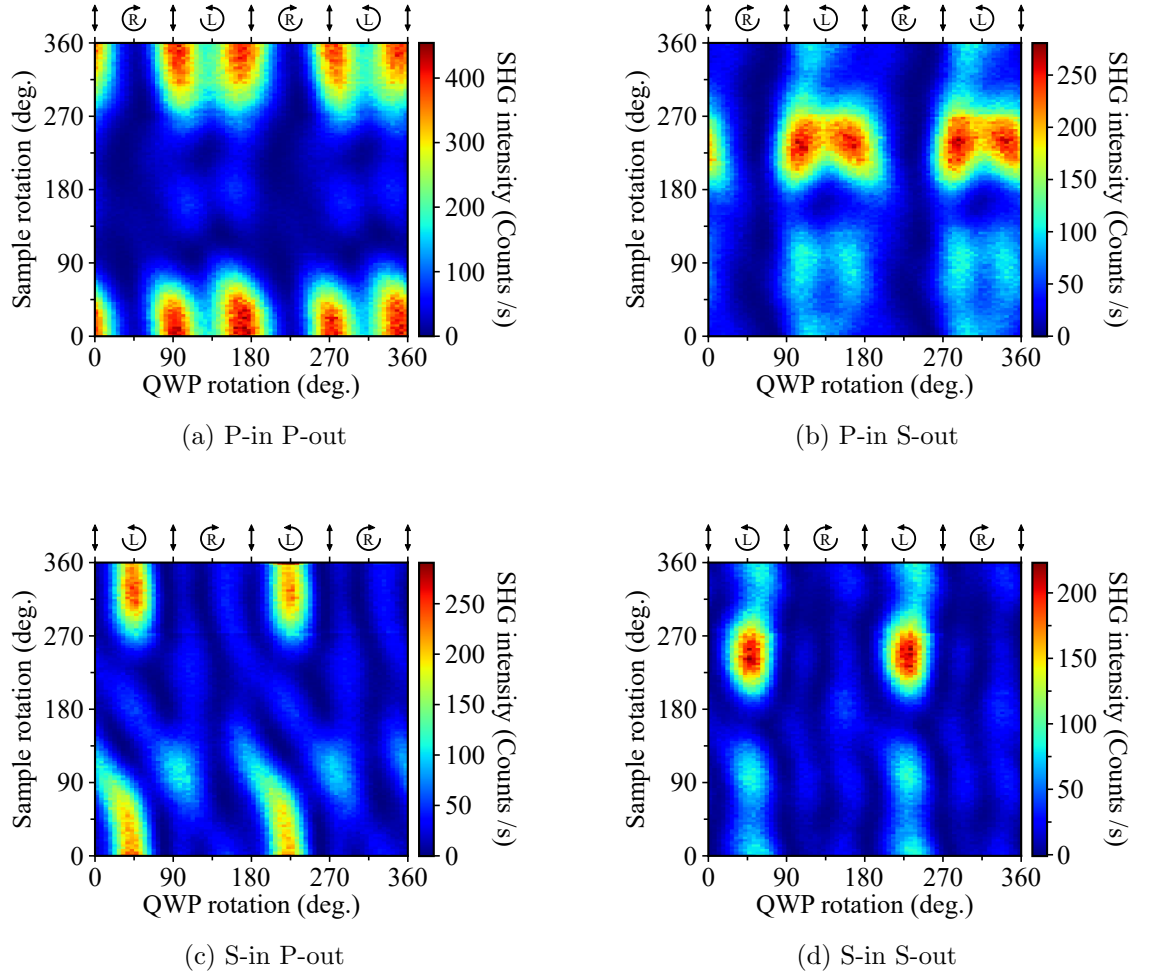 R L R L
360
270
180
90
0
0 90 180 270 360
Sample rotation (deg.)
QWP rotation (deg.)
400
300
200
100
0
SHG intensity (Counts /s)
(a) P-in P-out
R L R L
360
270
180
90
0
0 90 180 270 360
Sample rotation (deg.)
QWP rotation (deg.)
250
200
150
100
50
0
SHG intensity (Counts /s)
(b) P-in S-out
L R L R
360
270
180
90
0
0 90 180 270 360
Sample rotation (deg.)
QWP rotation (deg.)
250
200
150
100
50
0
SHG intensity (Counts /s)
(c) S-in P-out
L R L R
360
270
180
90
0
0 90 180 270 360
Sample rotation (deg.)
QWP rotation (deg.)
200
150
100
50
0
SHG intensity (Counts /s)
(d) S-in S-out